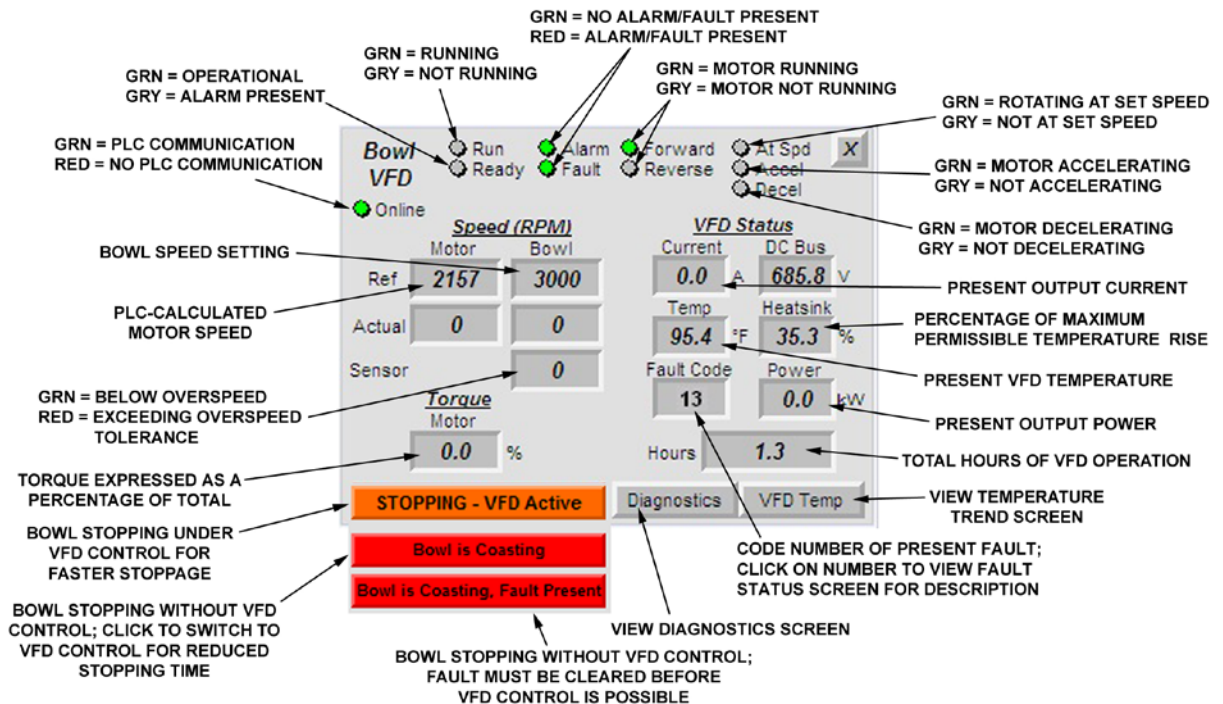 GRN = NO ALARM/FAULT PRESENT
RED = ALARM/FAULT PRESENT
GRN = RUNNING
GRY = NOT RUNNING
GRN = MOTOR RUNNING
GRY = MOTOR NOT RUNNING
GRN = OPERATIONAL
GRY = ALARM PRESENT
GRN = ROTATING AT SET SPEED
GRY = NOT AT SET SPEED
GRN = PLC COMMUNICATION
RED = NO PLC COMMUNICATION
GRN = MOTOR ACCELERATING
GRY = NOT ACCELERATING
GRN = MOTOR DECELERATING
GRY = NOT DECELERATING
Bowl
VFD
Run
Ready
Alarm
Fault
Forward
Reverse
At Spd
Accel
Decel
X
Online
Speed (RPM)
Motor Bowl
Ref 2157 3000
Actual 0 0
Sensor 0
Torque
Motor
0.0 %
VFD Status
Current DC Bus
0.0 A 685.8 V
Temp Heatsink
95.4 °F 35.3 %
Fault Code Power
13 0.0 kW
Hours 1.3
STOPPING - VFD Active
Diagnostics
VFD Temp
Bowl is Coasting
Bowl is Coasting, Fault Present
BOWL SPEED SETTING
PLC-CALCULATED
MOTOR SPEED
GRN = BELOW OVERSPEED
RED = EXCEEDING OVERSPEED
TOLERANCE
TORQUE EXPRESSED AS A
PERCENTAGE OF TOTAL
BOWL STOPPING UNDER
VFD CONTROL FOR
FASTER STOPPAGE
BOWL STOPPING WITHOUT VFD
CONTROL; CLICK TO SWITCH TO
VFD CONTROL FOR REDUCED
STOPPING TIME
PRESENT OUTPUT CURRENT
PERCENTAGE OF MAXIMUM
PERMISSIBLE TEMPERATURE RISE
PRESENT VFD TEMPERATURE
PRESENT OUTPUT POWER
TOTAL HOURS OF VFD OPERATION
VIEW TEMPERATURE
TREND SCREEN
CODE NUMBER OF PRESENT FAULT;
CLICK ON NUMBER TO VIEW FAULT
STATUS SCREEN FOR DESCRIPTION
VIEW DIAGNOSTICS SCREEN
BOWL STOPPING WITHOUT VFD CONTROL;
FAULT MUST BE CLEARED BEFORE
VFD CONTROL IS POSSIBLE